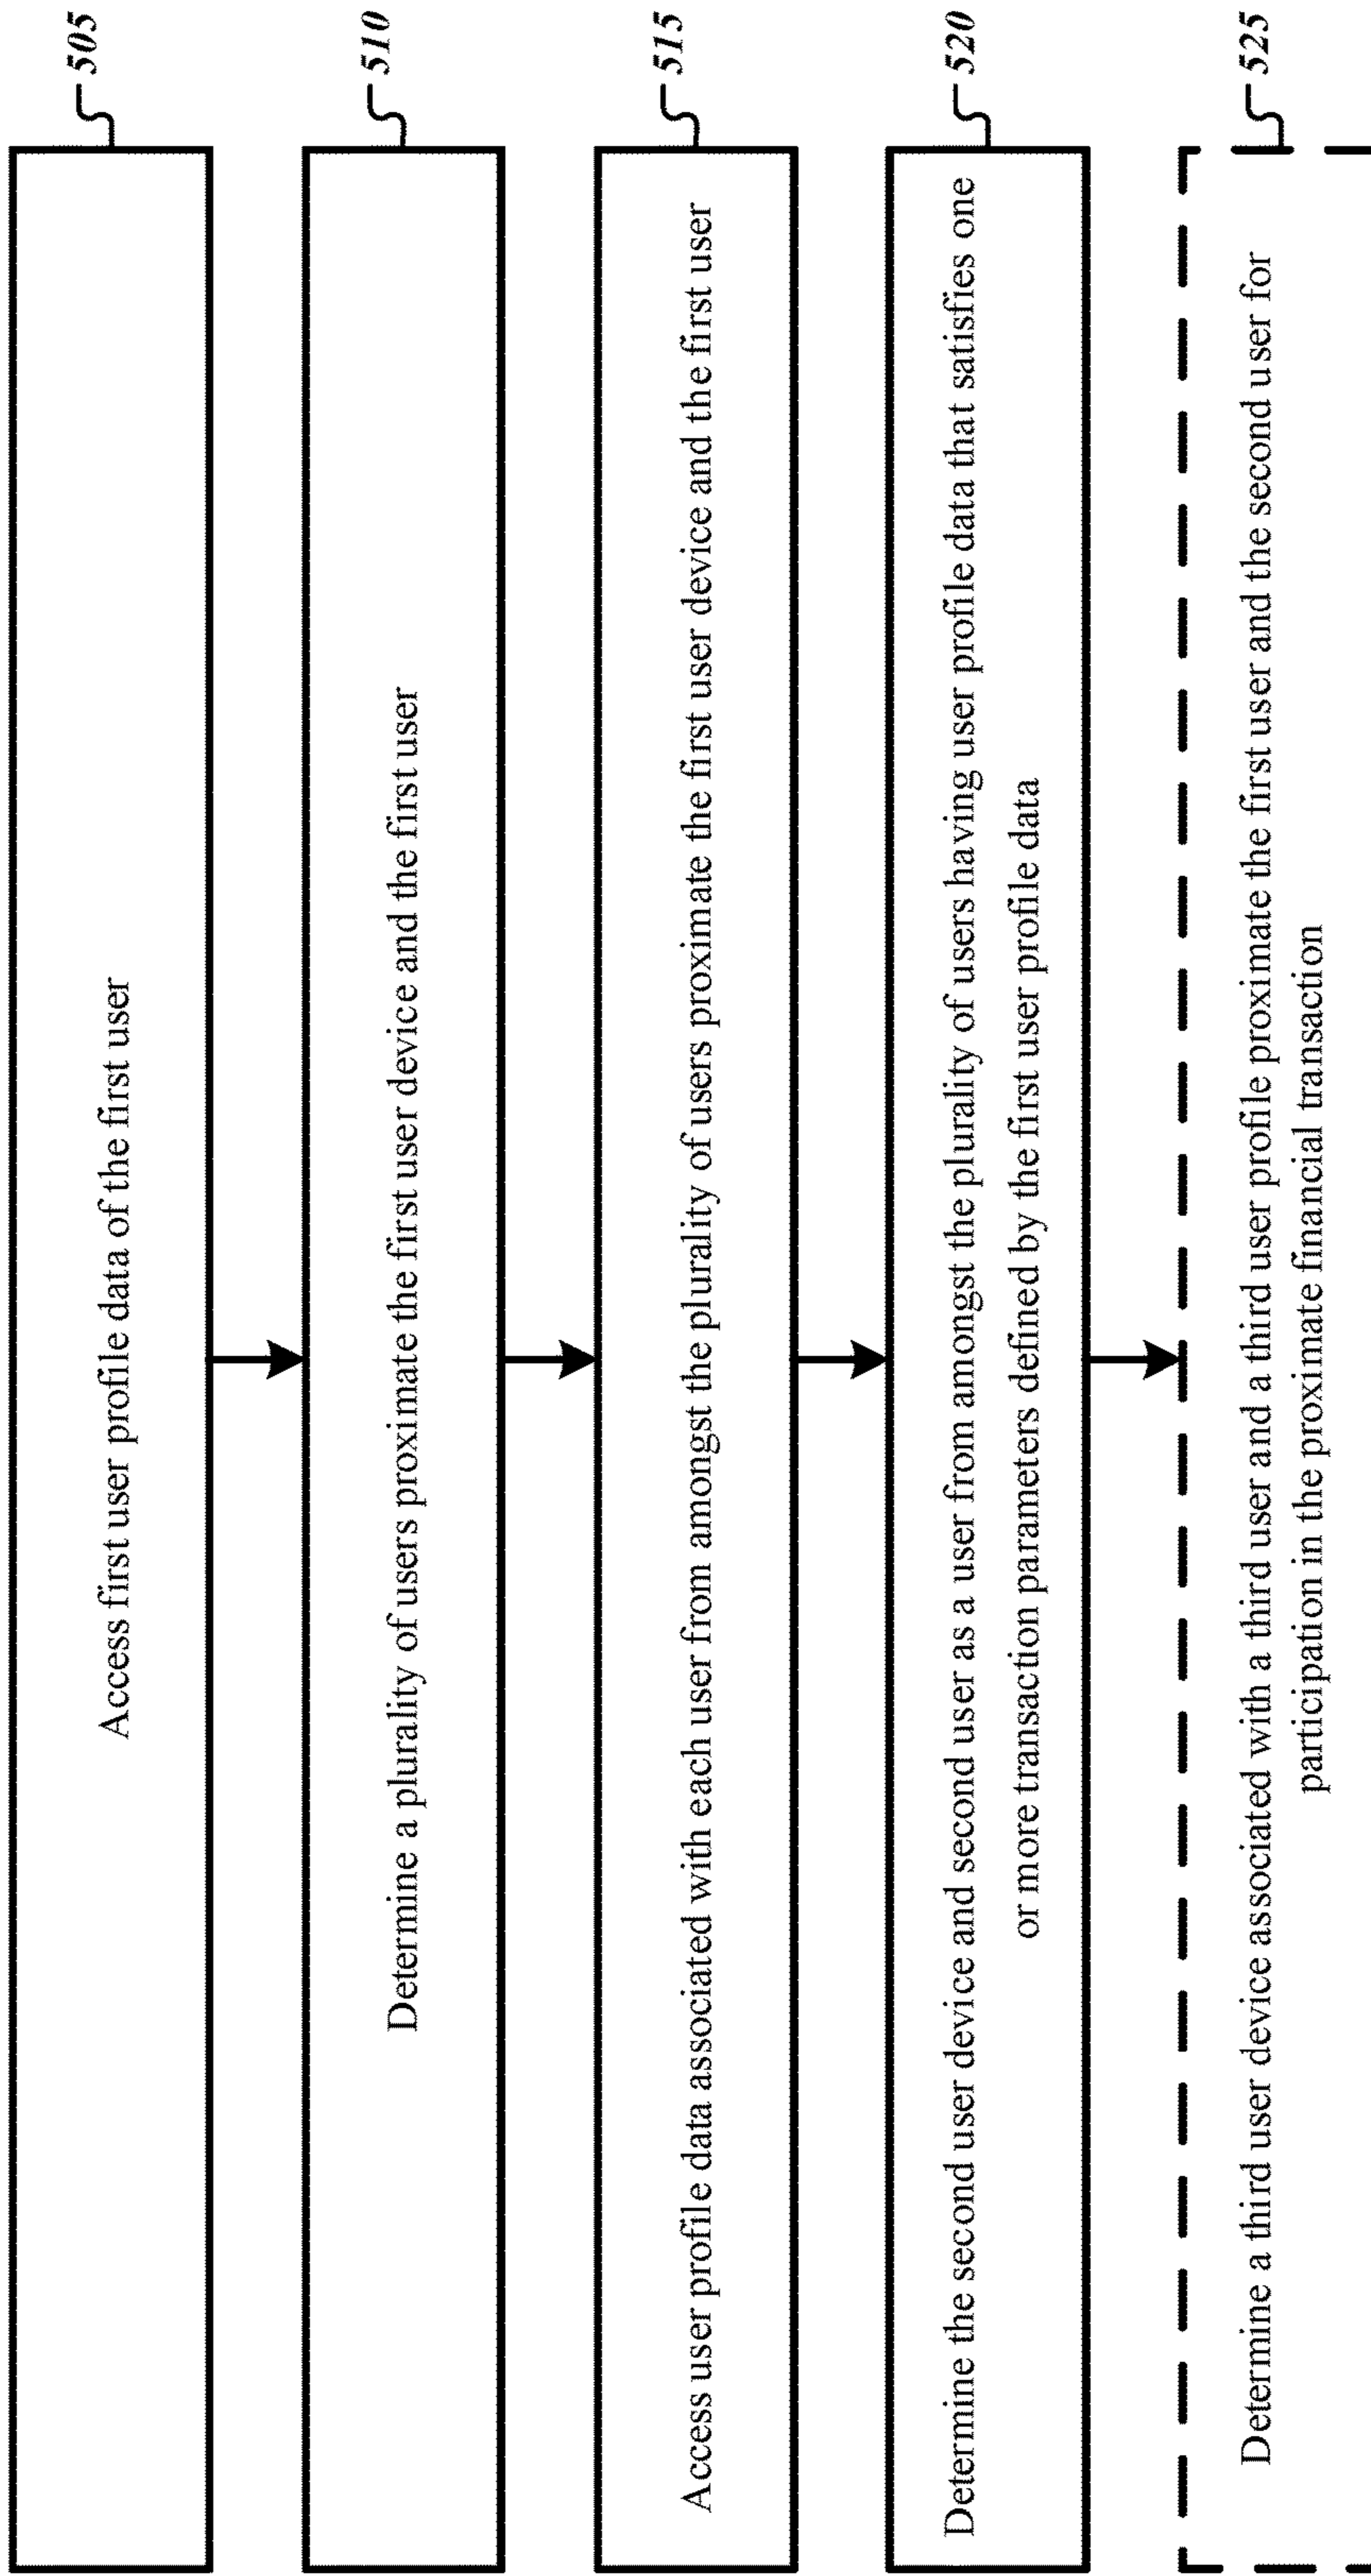 Access first user profile data of the first user
505
Determine a plurality of users proximate the first user device and the first user
510
Access user profile data associated with each user from amongst the plurality of users proximate the first user device and the first user
515
Determine the second user device and second user as a user from amongst the plurality of users having user profile data that satisfies one
or more transaction parameters defined by the first user profile data
520
Determine a third user device associated with a third user and a third user profile proximate the first user and the second user for
participation in the proximate financial transaction
525